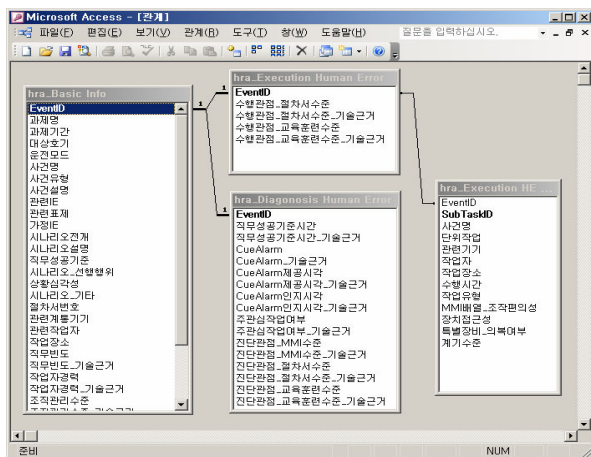 Microsoft Access - [관계]
파일(F) 편집(E) 보기(V) 관계(R) 도구(T) 창(W) 도움말(H) 질문을 입력하십시오.
hra_Basic Info
EventID
과제명
과제기간
대상호기
운전모드
사건명
사건유형
사건설명
관련IE
관련표제
가정IE
시나리오전개
시나리오설명
직무성공기준
시나리오_선행행위
상황심각성
시나리오_기타
절차서번호
관련계통기기
관련작업자
작업장소
직무빈도
직무빈도_기술근거
작업자경력
작업자경력_기술근거
조직관리수준
조직관리수준_기술근거
1
1
hra_Execution Human Error
EventID
수행관점_절차서수준
수행관점_절차서수준_기술근거
수행관점_교육훈련수준
수행관점_교육훈련수준_기술근거
1
hra_Diagonosis Human Error
EventID
직무성공기준시간
직무성공기준시간_기술근거
CueAlarm
CueAlarm_기술근거
CueAlarm제공시각
CueAlarm제공시각_기술근거
CueAlarm인지시각
CueAlarm인지시각_기술근거
주관심작업여부
주관심작업여부_기술근거
진단관점_MMI수준
진단관점_MMI수준_기술근거
진단관점_절차서수준
진단관점_절차서수준_기술근거
진단관점_교육훈련수준
진단관점_교육훈련수준_기술근거
1
hra_Execution HE ...
EventID
SubTaskID
사건명
단위작업
관련기기
작업자
작업장소
수행시간
작업유형
MMI배열_조작편의성
장치접근성
특별장비_의복여부
계기수준
준비
NUM